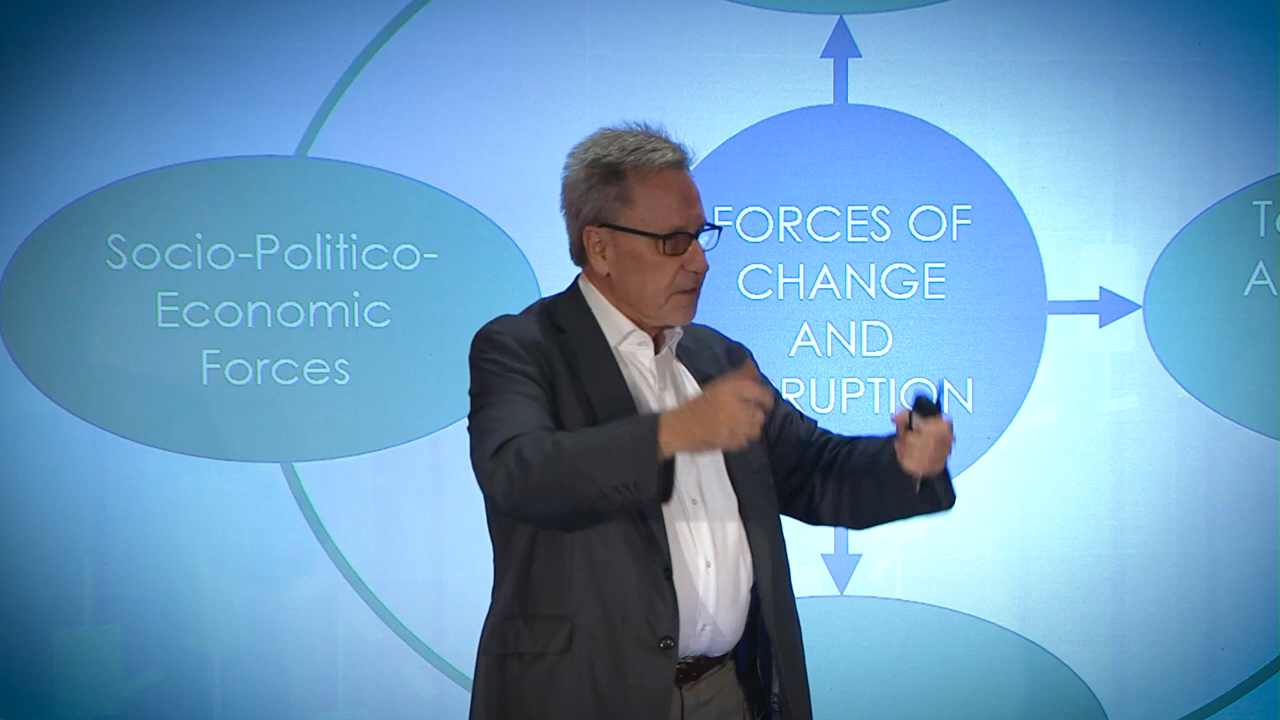 Socio-Politico-
Economic
Forces
FORCES OF
CHANGE
AND